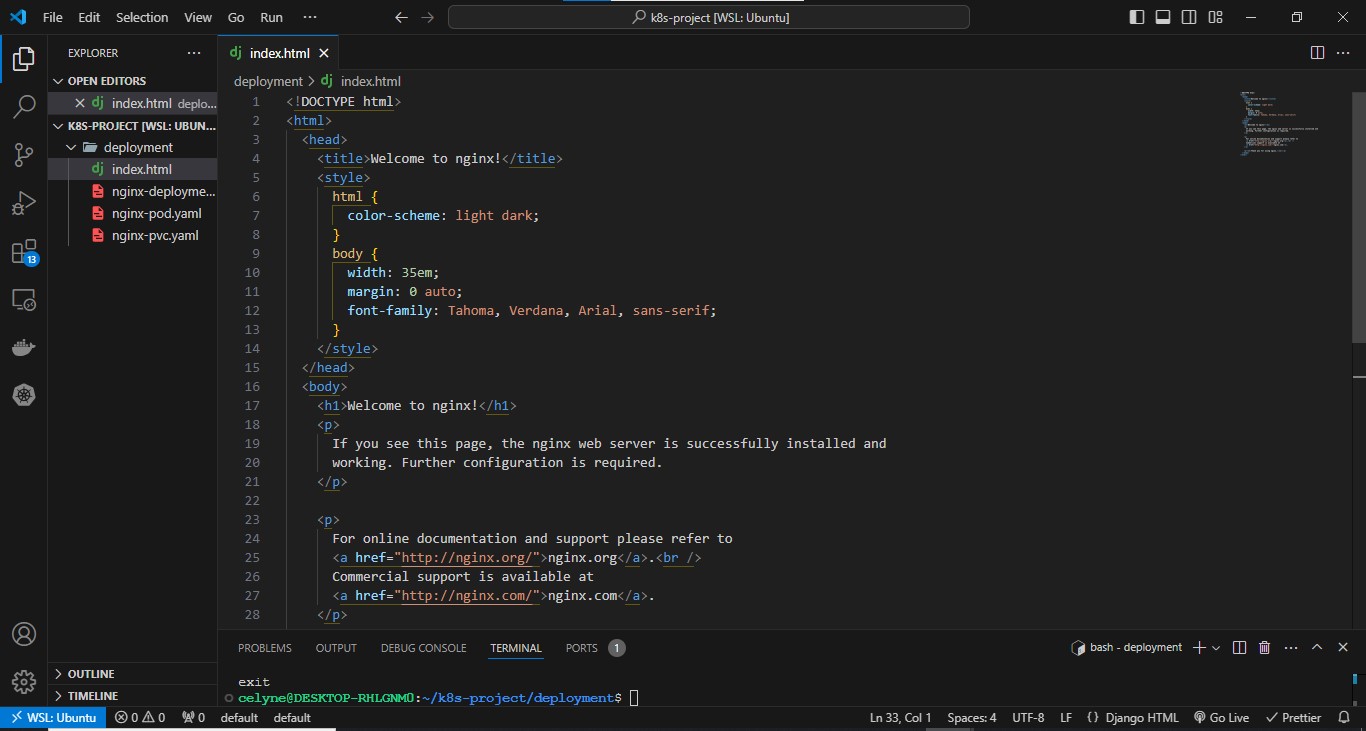 File Edit Selection View Go Run ···
k8s-project [WSL: Ubuntu]
EXPLORER
OPEN EDITORS
dj index.html deplo...
K8S-PROJECT [WSL: UBUN...
deployment
dj index.html
nginx-deployme...
nginx-pod.yaml
nginx-pvc.yaml
13
OUTLINE
TIMELINE
dj index.html
deployment > dj index.html
1 <!DOCTYPE html>
2 <html>
3 <head>
4 <title>Welcome to nginx!</title>
5 <style>
6 html {
7 color-scheme: light dark;
8 }
9 body {
10 width: 35em;
11 margin: 0 auto;
12 font-family: Tahoma, Verdana, Arial, sans-serif;
13 }
14 </style>
15 </head>
16 <body>
17 <h1>Welcome to nginx!</h1>
18 <p>
19 If you see this page, the nginx web server is successfully installed and
20 working. Further configuration is required.
21 </p>
22
23 <p>
24 For online documentation and support please refer to
25 <a href="http://nginx.org/">nginx.org</a>.<br />
26 Commercial support is available at
27 <a href="http://nginx.com/">nginx.com</a>.
28 </p>
PROBLEMS OUTPUT DEBUG CONSOLE TERMINAL PORTS 1
bash - deployment
exit
celyne@DESKTOP-RHLGNM0:~/k8s-project/deployment$
WSL: Ubuntu 0 0 0 default default
Ln 33, Col 1 Spaces: 4 UTF-8 LF {} Django HTML Go Live Prettier